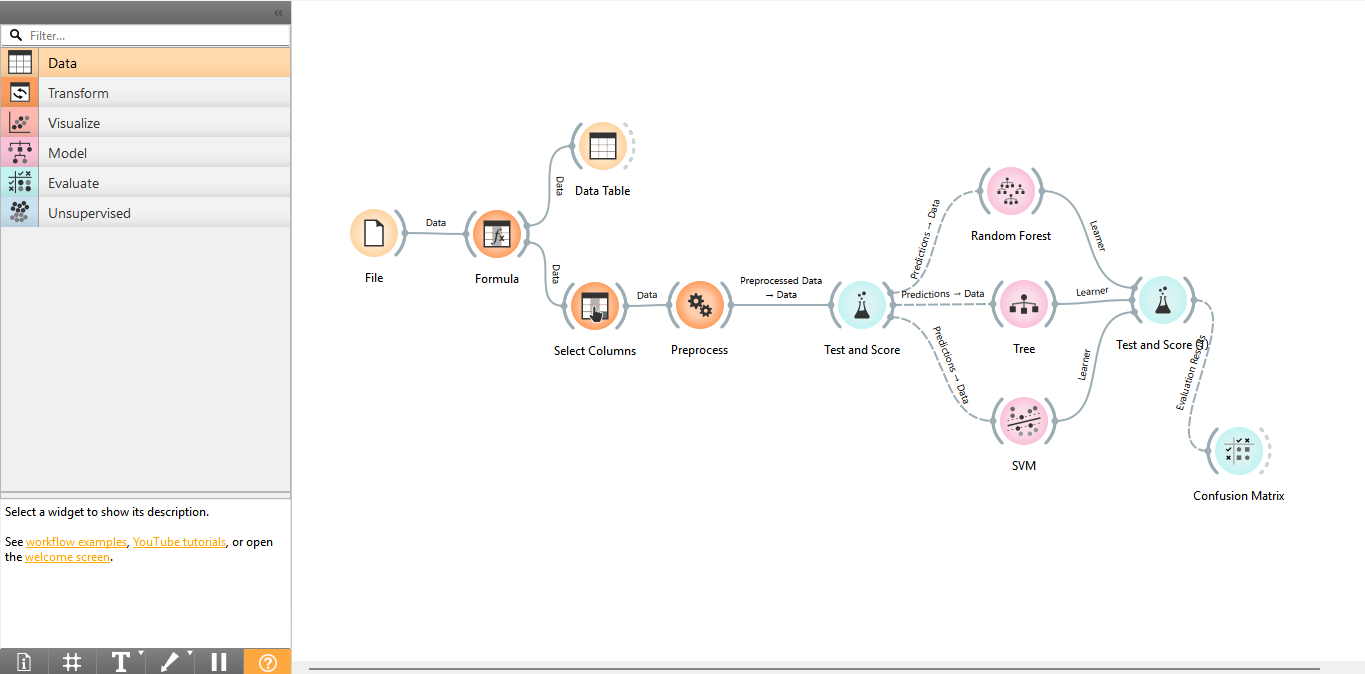 «
Filter...
Data
Transform
Visualize
Model
Evaluate
Unsupervised
Select a widget to show its description.
See workflow examples, YouTube tutorials, or open
the welcome screen.
T
?
File
Data
fx
Formula
Data
Data Table
Data
Select Columns
Data
Preprocess
Preprocessed Data
→ Data
Test and Score
Predictions → Data
Predictions → Data
Predictions → Data
Random Forest
Tree
SVM
Learner
Learner
Learner
Test and Score (1)
Evaluation Results
Confusion Matrix